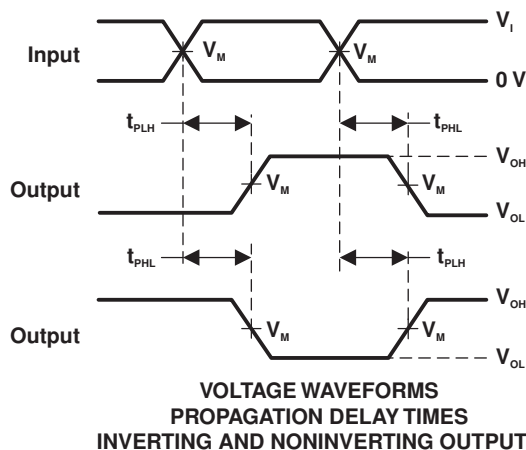 V_I
Input V_M V_M
0 V
t_PLH t_PHL
V_OH
Output V_M V_M
V_OL
t_PHL t_PLH
V_OH
Output V_M V_M
V_OL
VOLTAGE WAVEFORMS
PROPAGATION DELAY TIMES
INVERTING AND NONINVERTING OUTPUT